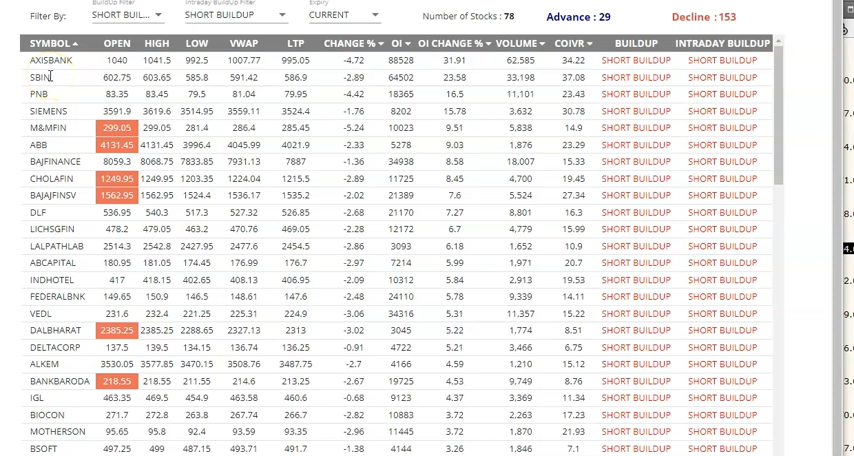 BuildUp Filter Intraday BuildUp Filter Expiry
Filter By: SHORT BUIL... SHORT BUILDUP CURRENT Number of Stocks : 78 Advance : 29 Decline : 153
SYMBOL OPEN HIGH LOW VWAP LTP CHANGE % OI OI CHANGE % VOLUME COIVR BUILDUP INTRADAY BUILDUP
AXISBANK 1040 1041.5 992.5 1007.77 995.05 -4.72 88528 31.91 62.585 34.22 SHORT BUILDUP SHORT BUILDUP
SBIN 602.75 603.65 585.8 591.42 586.9 -2.89 64502 23.58 33,198 37.08 SHORT BUILDUP SHORT BUILDUP
PNB 83.35 83.45 79.5 81.04 79.95 -4.42 18365 16.5 11,101 23.43 SHORT BUILDUP SHORT BUILDUP
SIEMENS 3591.9 3619.6 3514.95 3559.11 3524.4 -1.76 8202 15.78 3,632 30.78 SHORT BUILDUP SHORT BUILDUP
M&MFIN 299.05 299.05 281.4 286.4 285.45 -5.24 10023 9.51 5,838 14.9 SHORT BUILDUP SHORT BUILDUP
ABB 4131.45 4131.45 3996.4 4045.99 4021.9 -2.33 5278 9.03 1,876 23.29 SHORT BUILDUP SHORT BUILDUP
BAJFINANCE 8059.3 8068.75 7833.85 7931.13 7887 -1.36 34938 8.58 18,007 15.33 SHORT BUILDUP SHORT BUILDUP
CHOLAFIN 1249.95 1249.95 1203.35 1224.04 1215.5 -2.89 11725 8.45 4,700 19.45 SHORT BUILDUP SHORT BUILDUP
BAJAJFINSV 1562.95 1562.95 1524.4 1536.17 1535.2 -2.02 21389 7.6 5,524 27.34 SHORT BUILDUP SHORT BUILDUP
DLF 536.95 540.3 517.3 527.32 526.85 -2.68 21170 7.27 8,801 16.3 SHORT BUILDUP SHORT BUILDUP
LICHSGFIN 478.2 479.05 463.2 470.76 469.05 -2.28 12172 6.7 4,779 15.99 SHORT BUILDUP SHORT BUILDUP
LALPATHLAB 2514.3 2542.8 2427.95 2477.6 2454.5 -2.86 3093 6.18 1,652 10.9 SHORT BUILDUP SHORT BUILDUP
ABCAPITAL 180.95 181.05 174.45 176.99 176.7 -2.97 7214 5.99 1,971 20.7 SHORT BUILDUP SHORT BUILDUP
INDHOTEL 417 418.15 402.65 408.13 406.95 -2.09 10312 5.84 2,913 19.53 SHORT BUILDUP SHORT BUILDUP
FEDERALBNK 149.65 150.9 146.5 148.61 147.6 -2.48 24110 5.78 9,339 14.11 SHORT BUILDUP SHORT BUILDUP
VEDL 231.6 232.4 221.25 225.31 224.9 -3.06 34316 5.31 11,357 15.22 SHORT BUILDUP SHORT BUILDUP
DALBHARAT 2385.25 2385.25 2288.65 2327.13 2313 -3.02 3045 5.22 1,774 8.51 SHORT BUILDUP SHORT BUILDUP
DELTACORP 137.5 139.5 134.15 136.74 136.25 -0.91 4722 5.21 3,466 6.75 SHORT BUILDUP SHORT BUILDUP
ALKEM 3530.05 3577.85 3470.15 3508.76 3487.75 -2.7 4166 4.59 1,210 15.12 SHORT BUILDUP SHORT BUILDUP
BANKBARODA 218.55 218.55 211.55 214.6 213.25 -2.67 19725 4.53 9,749 8.76 SHORT BUILDUP SHORT BUILDUP
IGL 463.35 469.5 454.9 463.58 460.6 -0.68 9123 4.37 3,369 11.34 SHORT BUILDUP SHORT BUILDUP
BIOCON 271.7 272.8 263.8 267.74 266.7 -2.82 10883 3.72 2,263 17.23 SHORT BUILDUP SHORT BUILDUP
MOTHERSON 95.65 95.8 92.4 93.59 93.35 -2.96 11445 3.72 1,870 21.93 SHORT BUILDUP SHORT BUILDUP
BSOFT 497.25 499 487.15 493.71 491.7 -1.38 4144 3.26 1,846 7.1 SHORT BUILDUP SHORT BUILDUP